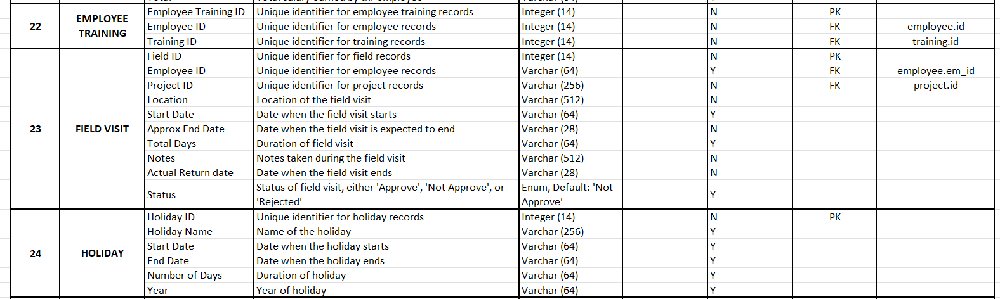 Employee Training ID Unique identifier for employee training records Integer (14) N PK
22 EMPLOYEE TRAINING Employee ID Unique identifier for employee records Integer (14) N FK employee.id
Training ID Unique identifier for training records Integer (14) N FK training.id
Field ID Unique identifier for field records Integer (14) N PK
Employee ID Unique identifier for employee records Varchar (64) Y FK employee.em_id
Project ID Unique identifier for project records Varchar (256) N FK project.id
Location Location of the field visit Varchar (512) N
Start Date Date when the field visit starts Varchar (64) Y
23 FIELD VISIT Approx End Date Date when the field visit is expected to end Varchar (28) N
Total Days Duration of field visit Varchar (64) Y
Notes Notes taken during the field visit Varchar (512) N
Actual Return date Date when the field visit ends Varchar (28) N
Status Status of field visit, either 'Approve', 'Not Approve', or 'Rejected' Enum, Default: 'Not Approve' Y
Holiday ID Unique identifier for holiday records Integer (14) N PK
Holiday Name Name of the holiday Varchar (256) Y
Start Date Date when the holiday starts Varchar (64) Y
24 HOLIDAY End Date Date when the holiday ends Varchar (64) Y
Number of Days Duration of holiday Varchar (64) Y
Year Year of holiday Varchar (64) Y